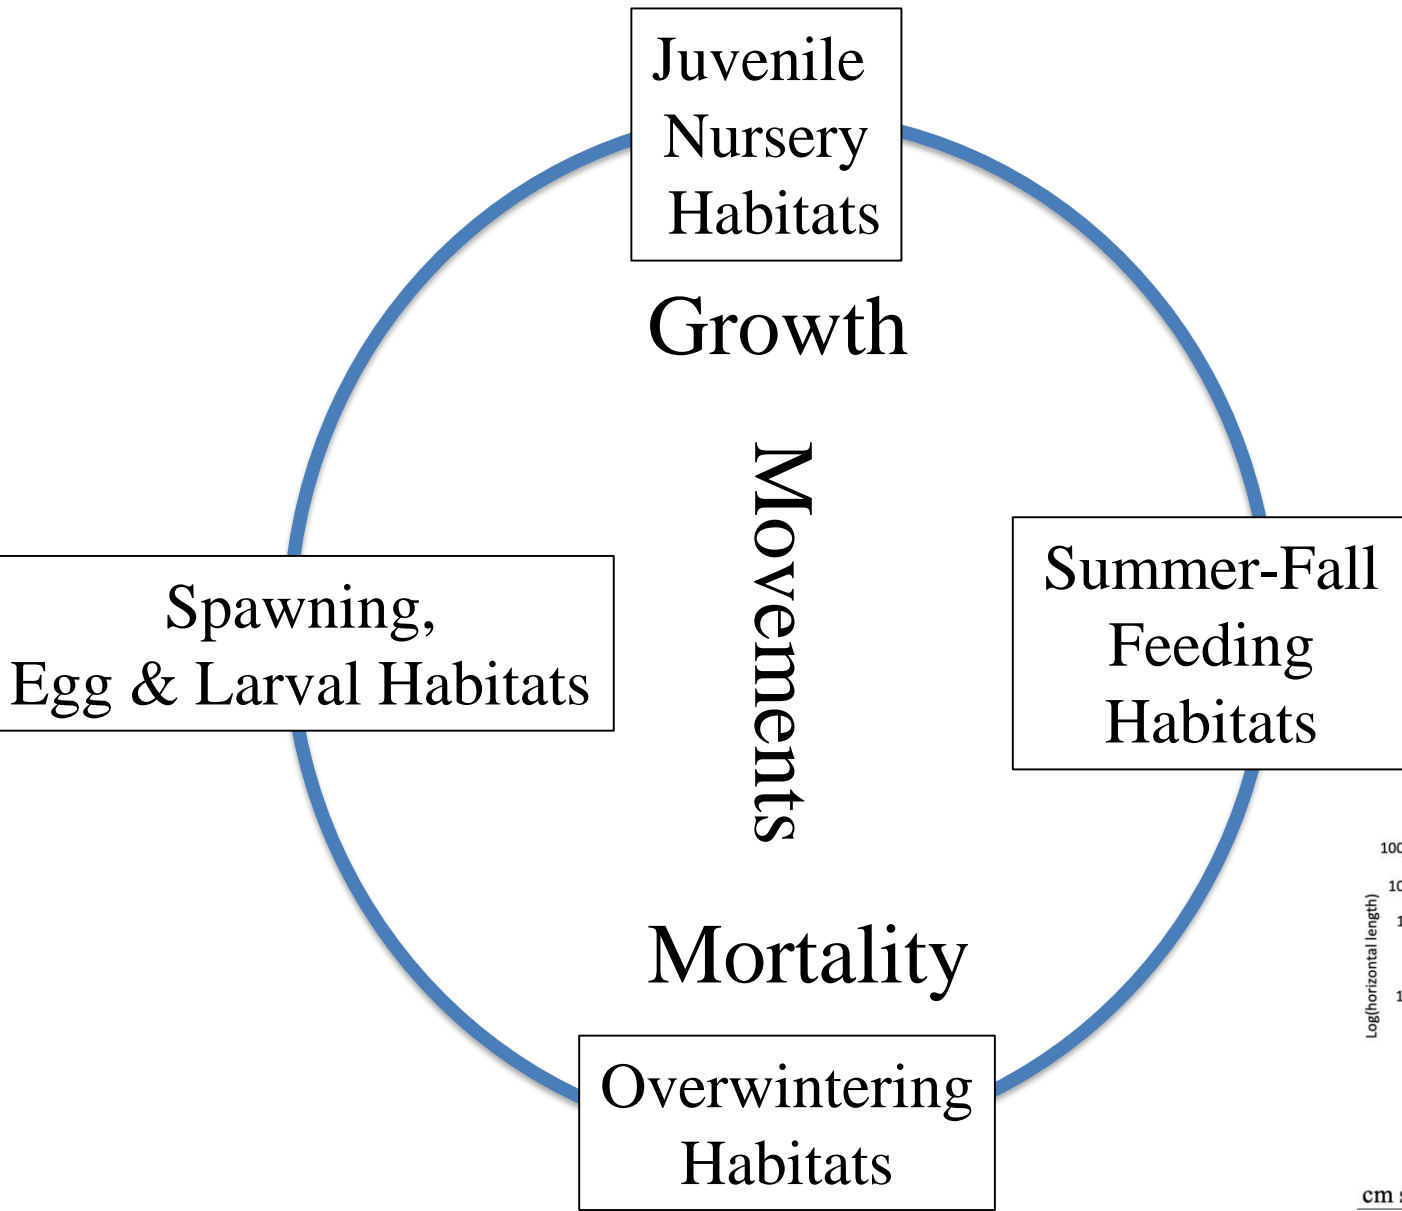 Juvenile
Nursery
Habitats
Growth
Movements
Spawning,
Egg & Larval Habitats
Summer-Fall
Feeding
Habitats
Mortality
Overwintering
Habitats
Log(horizontal length)
cm